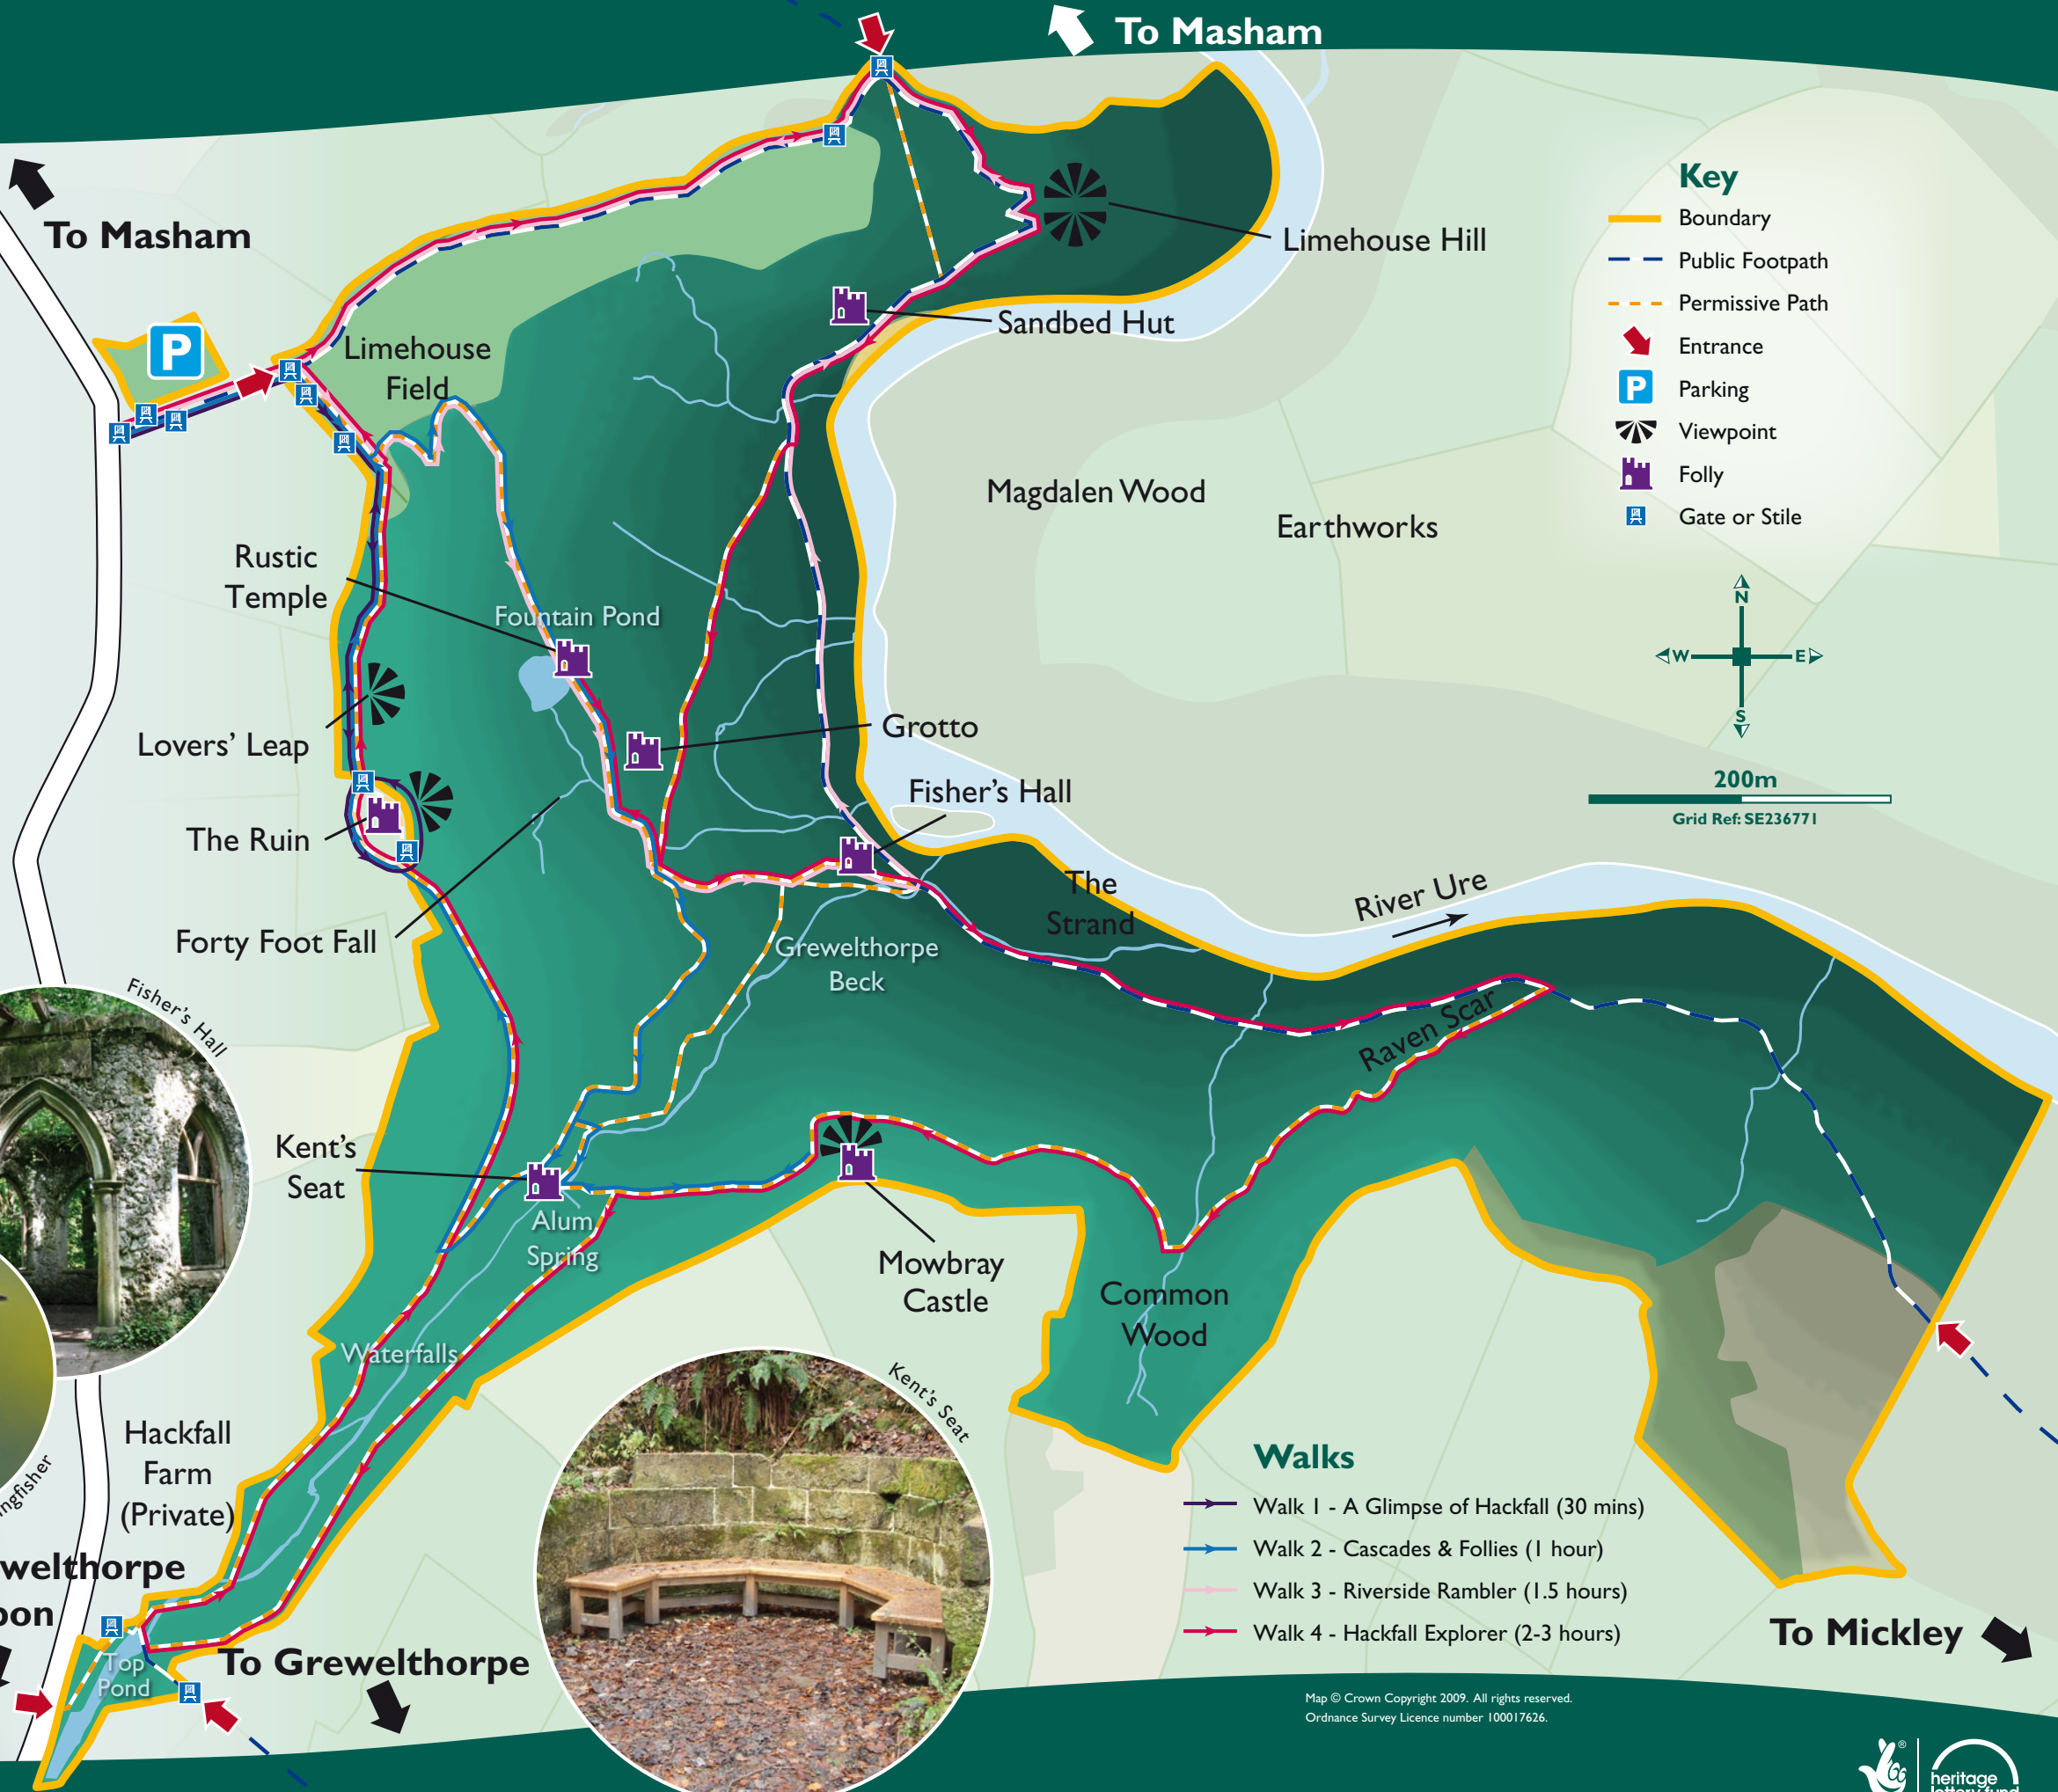 To Masham
To Masham
Key
Boundary
Public Footpath
Permissive Path
Entrance
P
Parking
Viewpoint
Folly
Gate or Stile
Limehouse Hill
Sandbed Hut
P
Limehouse
Field
Magdalen Wood
Earthworks
Rustic
Temple
Fountain Pond
N
W
E
S
Lovers' Leap
Grotto
200m
Grid Ref: SE236771
Fisher's Hall
The Ruin
The
Strand
River Ure
Forty Foot Fall
Grewelthorpe
Beck
Fisher's Hall
Raven Scar
Kent's
Seat
Alum
Spring
Mowbray
Castle
Common
Wood
Waterfalls
Kent's Seat
Hackfall
Farm
(Private)
ngfisher
welthorpe
oon
Top
Pond
To Grewelthorpe
Walks
Walk 1 - A Glimpse of Hackfall (30 mins)
Walk 2 - Cascades & Follies (1 hour)
Walk 3 - Riverside Rambler (1.5 hours)
Walk 4 - Hackfall Explorer (2-3 hours)
To Mickley
Map © Crown Copyright 2009. All rights reserved.
Ordnance Survey Licence number 100017626.
®
heritage
lottery fund